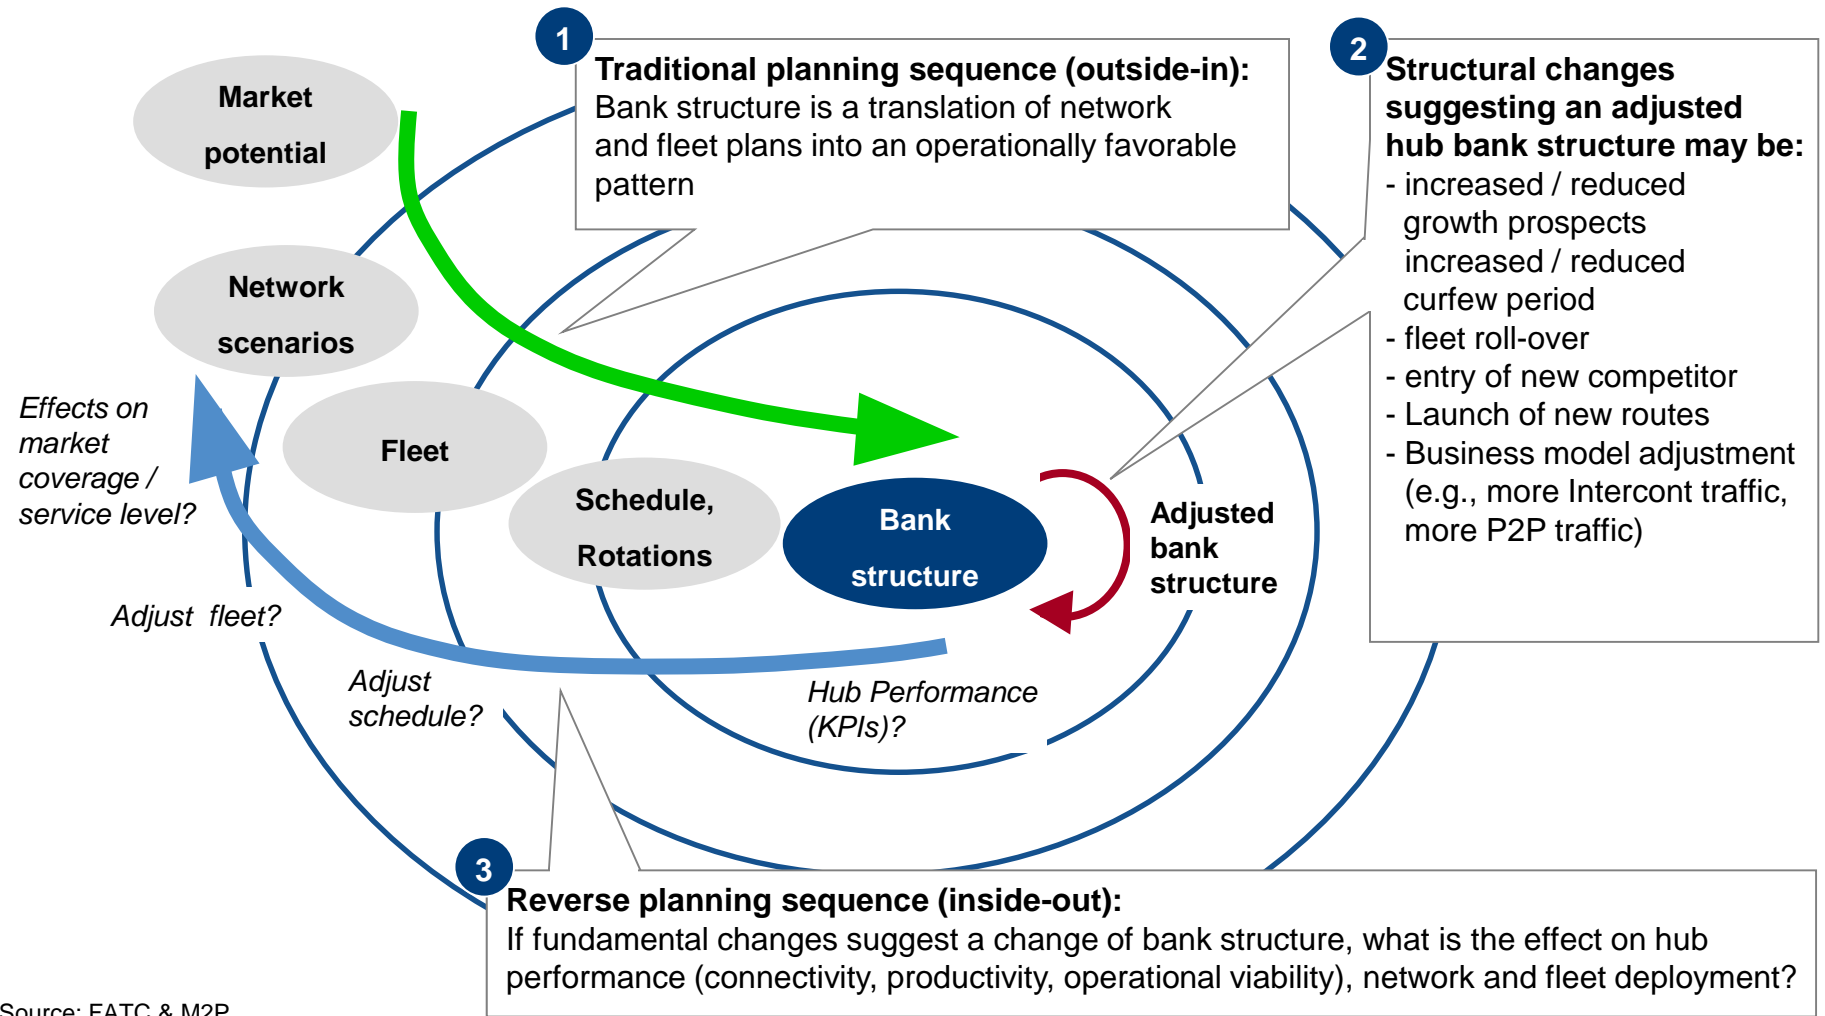 1
Traditional planning sequence (outside-in):
Bank structure is a translation of network
and fleet plans into an operationally favorable
pattern
2
Structural changes
suggesting an adjusted
hub bank structure may be:
- increased / reduced
growth prospects
increased / reduced
curfew period
- fleet roll-over
- entry of new competitor
- Launch of new routes
- Business model adjustment
(e.g., more Intercont traffic,
more P2P traffic)
Market
potential
Network
scenarios
Fleet
Schedule,
Rotations
Bank
structure
Adjusted
bank
structure
Effects on
market
coverage /
service level?
Adjust fleet?
Adjust
schedule?
Hub Performance
(KPIs)?
3
Reverse planning sequence (inside-out):
If fundamental changes suggest a change of bank structure, what is the effect on hub
performance (connectivity, productivity, operational viability), network and fleet deployment?
Source: FATC & M2P